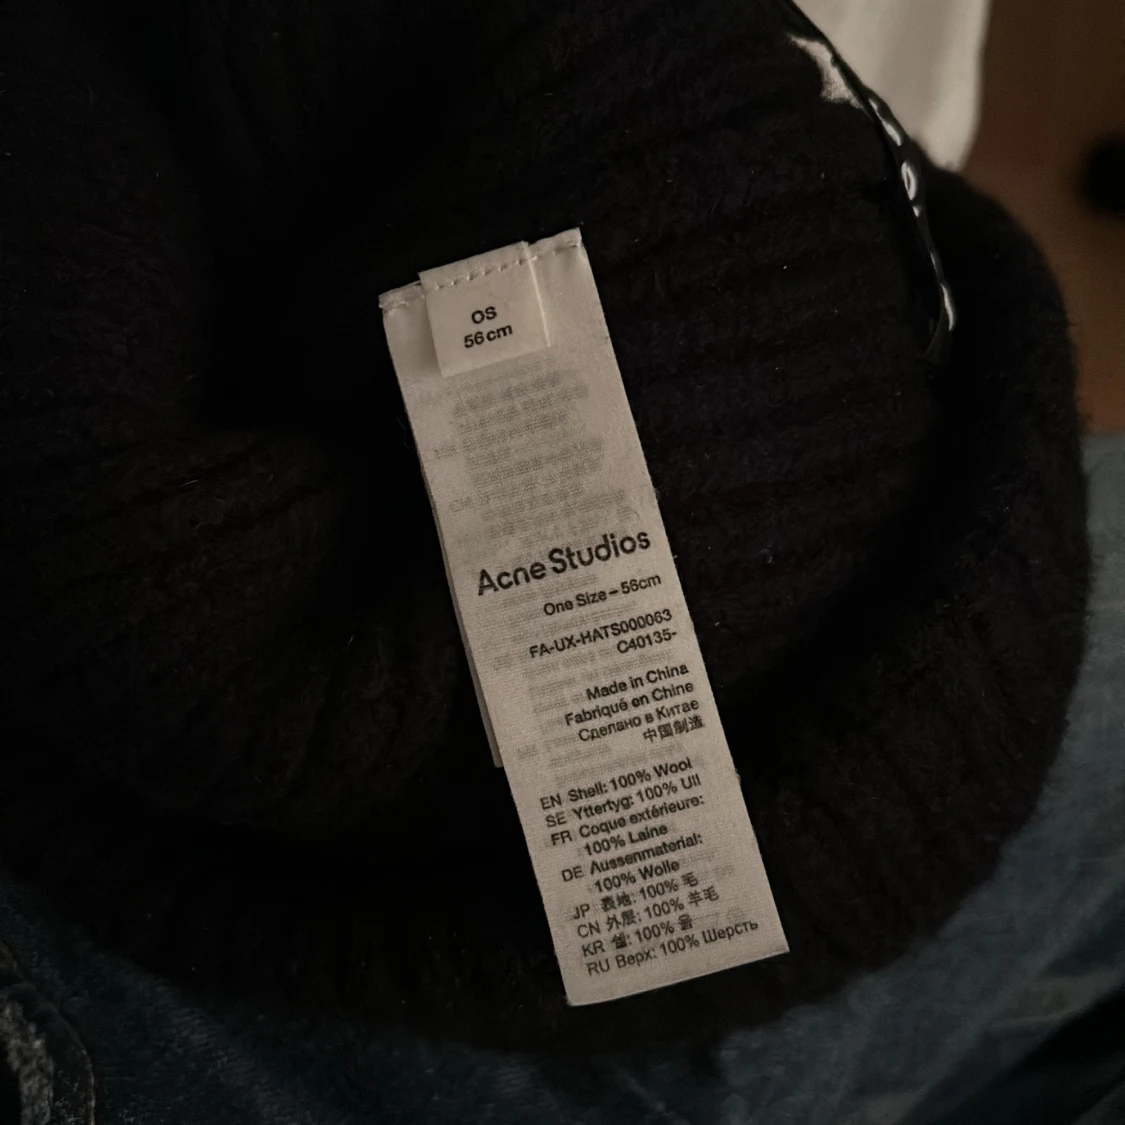 OS
56cm
Acne Studios
One Size – 56cm
FA-UX-HATS000063
C40135-
Made in China
Fabriqué en Chine
Сделано в Китае
中国制造
EN Shell: 100% Wool
SE Yttertyg: 100% Ull
FR Coque extérieure:
100% Laine
DE Aussenmaterial:
100% Wolle
JP 表地: 100% 毛
CN 外层: 100% 羊毛
KR 쉘: 100% 울
RU Верх: 100% Шерсть